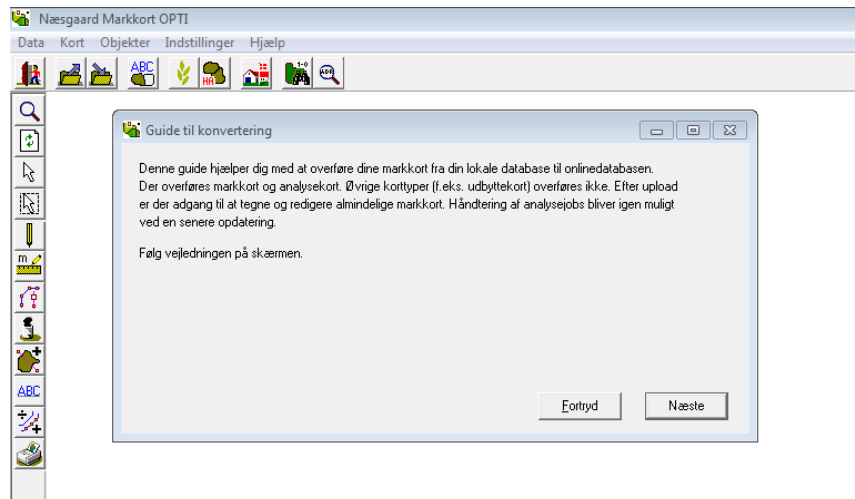 Næsgaard Markkort OPTI
Data Kort Objekter Indstillinger Hjælp
ABC HA 1-0 ADR
Guide til konvertering
Denne guide hjælper dig med at overføre dine markkort fra din lokale database til onlinedatabasen.
Der overføres markkort og analysekort. Øvrige korttyper (f.eks. udbyttekort) overføres ikke. Efter upload
er der adgang til at tegne og redigere almindelige markkort. Håndtering af analysejobs bliver igen muligt
ved en senere opdatering.
Følg vejledningen på skærmen.
m
ABC
Fortryd Næste